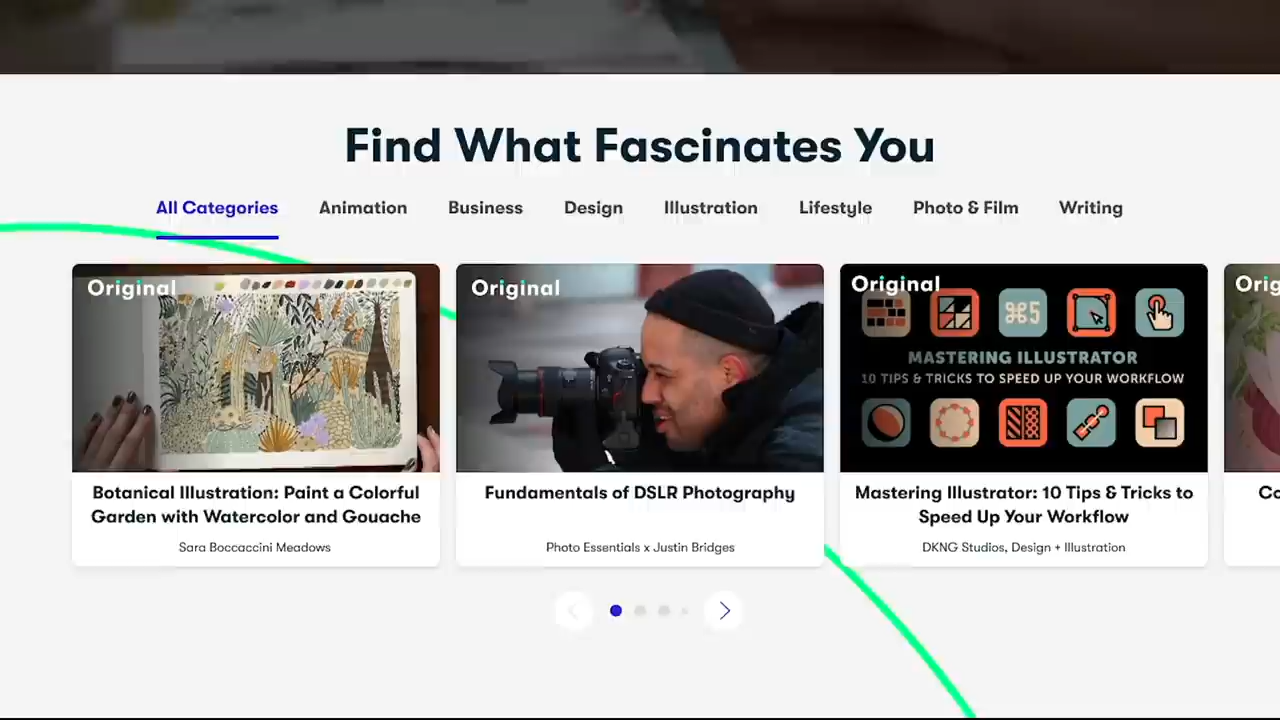 Find What Fascinates You
All Categories Animation Business Design Illustration Lifestyle Photo & Film Writing
Original
Botanical Illustration: Paint a Colorful
Garden with Watercolor and Gouache
Sara Boccaccini Meadows
Original
Fundamentals of DSLR Photography
Photo Essentials x Justin Bridges
Original
⌘5
MASTERING ILLUSTRATOR
10 TIPS & TRICKS TO SPEED UP YOUR WORKFLOW
Mastering Illustrator: 10 Tips & Tricks to
Speed Up Your Workflow
DKNG Studios, Design + Illustration
Orig
Co